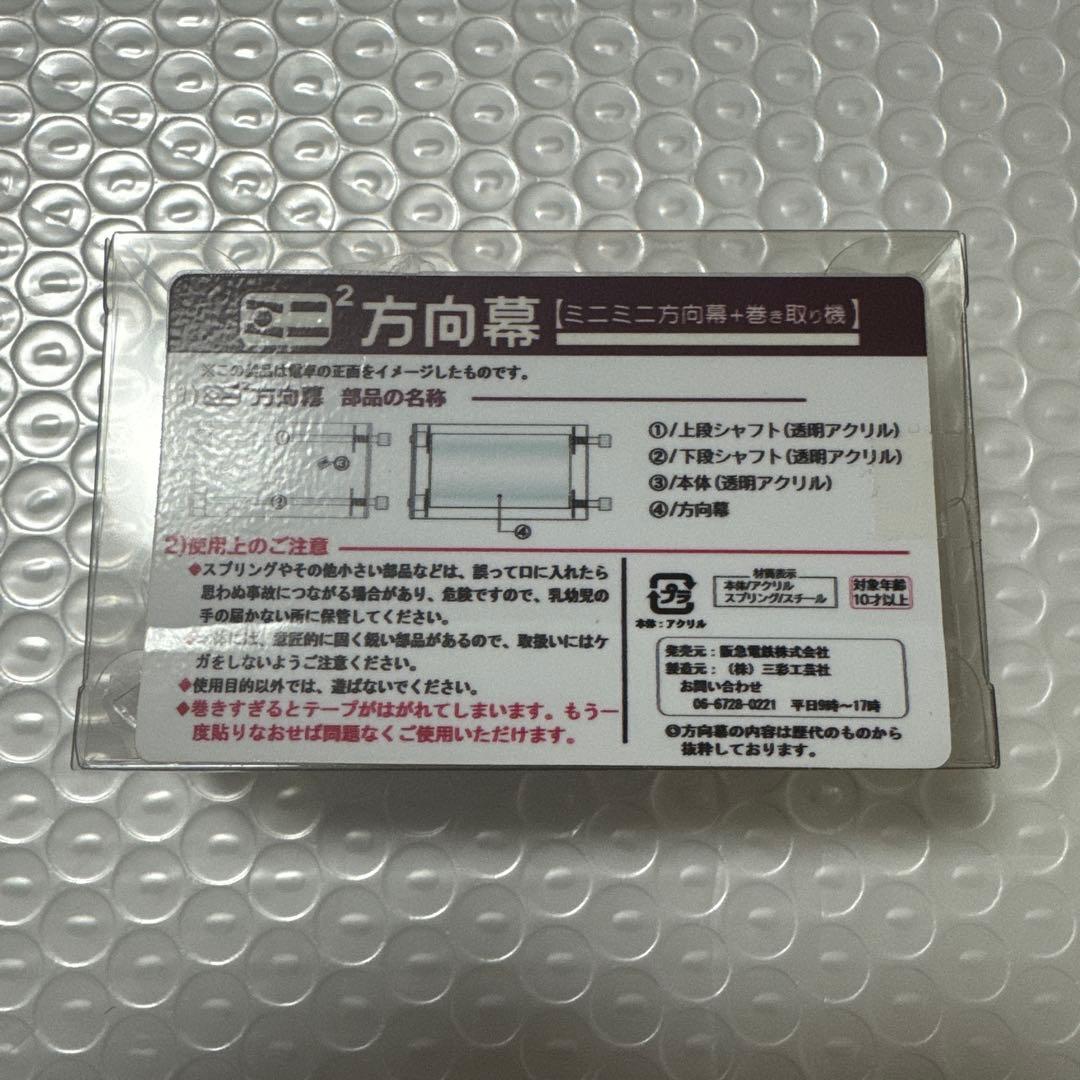 ミニ² 方向幕【ミニミニ方向幕+巻き取り機】
※この製品は電車の正面をイメージしたものです。
1)ミニ² 方向幕 部品の名称
① ② ③ ④
①/上段シャフト(透明アクリル)
②/下段シャフト(透明アクリル)
③/本体(透明アクリル)
④/方向幕
2)使用上のご注意
◆スプリングやその他小さい部品などは、誤って口に入れたら
思わぬ事故につながる場合があり、危険ですので、乳幼児の
手の届かない所に保管してください。
◆本体には、意匠的に固く鋭い部品があるので、取扱いにはケ
ガをしないようご注意ください。
◆使用目的以外では、遊ばないでください。
◆巻きすぎるとテープがはがれてしまいます。もう一
度貼りなおせば問題なくご使用いただけます。
プラ
本体:アクリル
材質表示
本体/アクリル
スプリング/スチール
対象年齢
10才以上
発売元:阪急電鉄株式会社
製造元:(株)三彩工芸社
お問い合わせ
06-6728-0221 平日9時~17時
方向幕の内容は歴代のものから
抜粋しております。